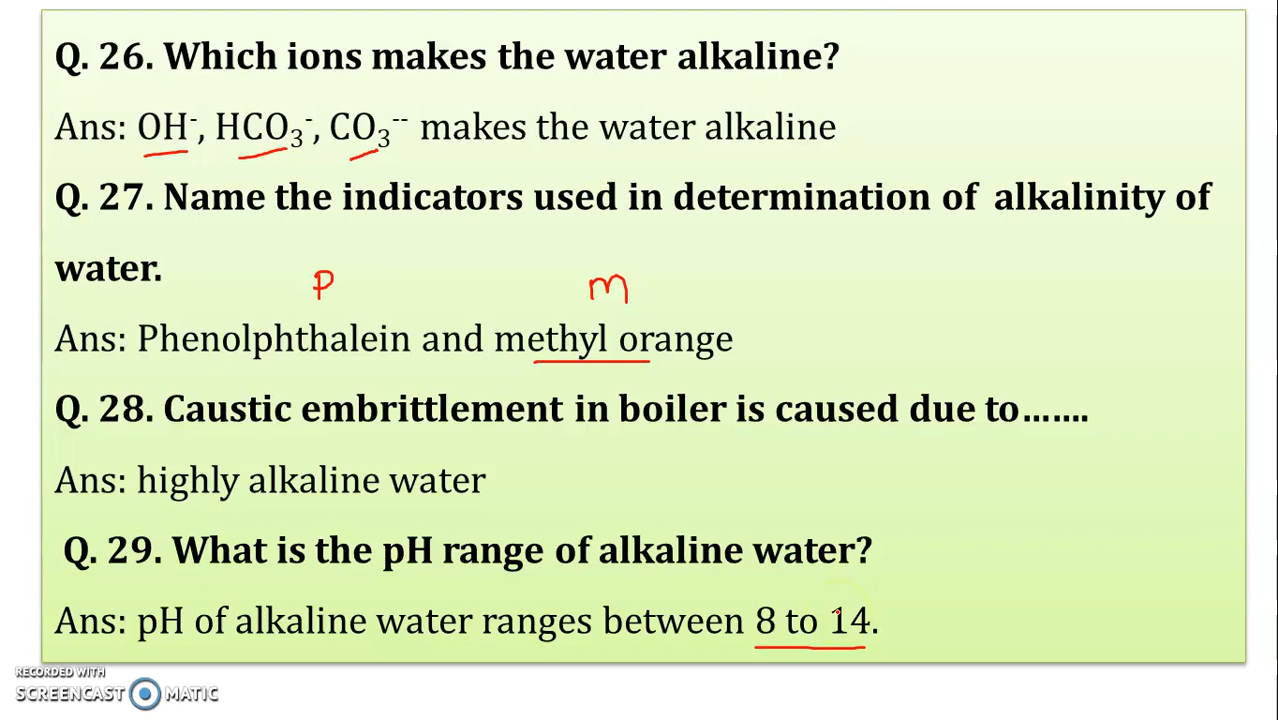 Q. 26. Which ions makes the water alkaline?
Ans: OH⁻, HCO₃⁻, CO₃⁻⁻ makes the water alkaline
Q. 27. Name the indicators used in determination of alkalinity of
water.
P m
Ans: Phenolphthalein and methyl orange
Q. 28. Caustic embrittlement in boiler is caused due to…….
Ans: highly alkaline water
Q. 29. What is the pH range of alkaline water?
Ans: pH of alkaline water ranges between 8 to 14.
RECORDED WITH
SCREENCAST MATIC